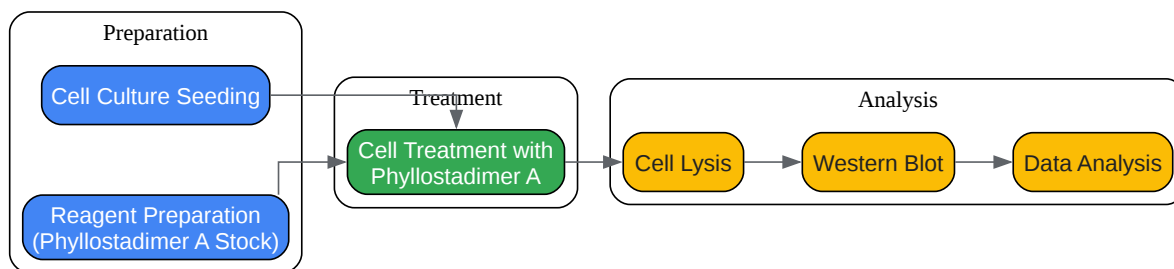 Preparation
Cell Culture Seeding
Reagent Preparation
(Phyllostadimer A Stock)
Treatment
Cell Treatment with
Phyllostadimer A
Analysis
Cell Lysis
Western Blot
Data Analysis